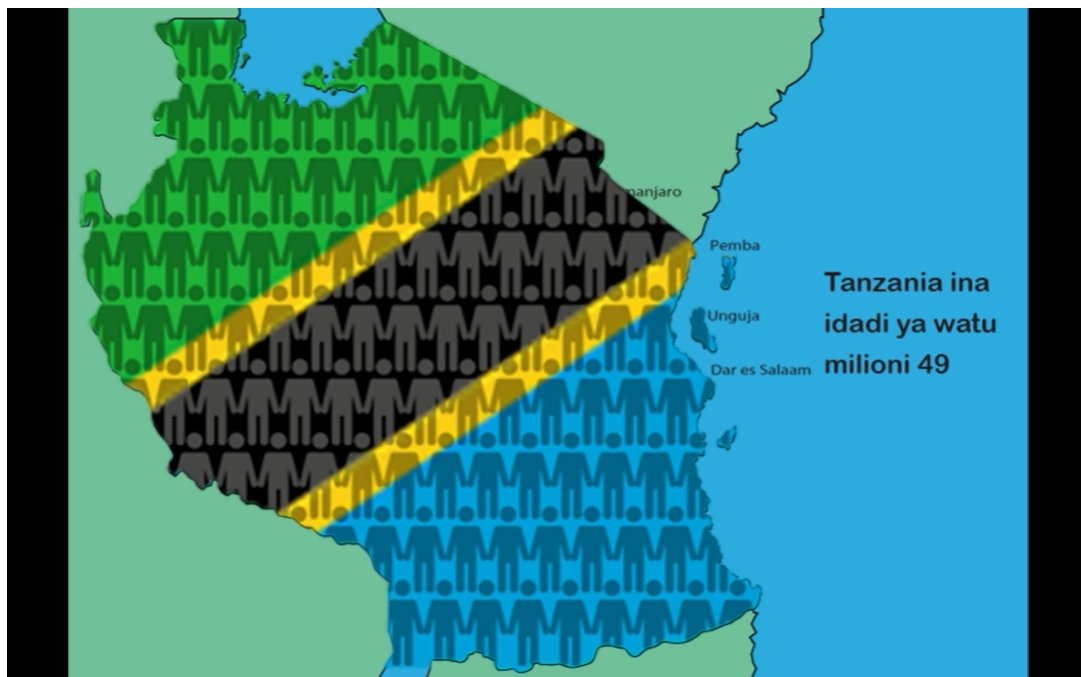 manjaro
Pemba
Unguja
Dar es Salaam
Tanzania ina
idadi ya watu
milioni 49